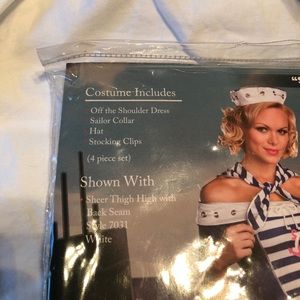 Costume Includes
Off the Shoulder Dress
Sailor Collar
Hat
Stocking Clips
(4 piece set)
Shown With
Sheer Thigh High with
Back Seam
Style 7031
White